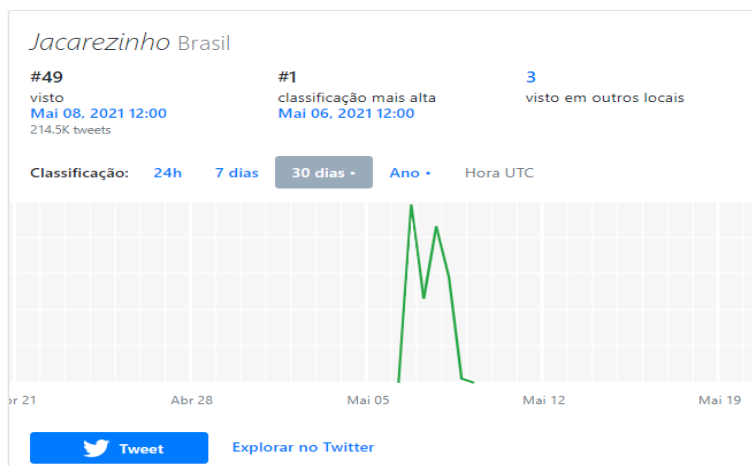 Jacarezinho Brasil
#49 #1 3
visto classificação mais alta visto em outros locais
Mai 08, 2021 12:00 Mai 06, 2021 12:00
214.5K tweets
Classificação: 24h 7 dias 30 dias • Ano • Hora UTC
21 Abr 28 Mai 05 Mai 12 Mai 19
Tweet Explorar no Twitter